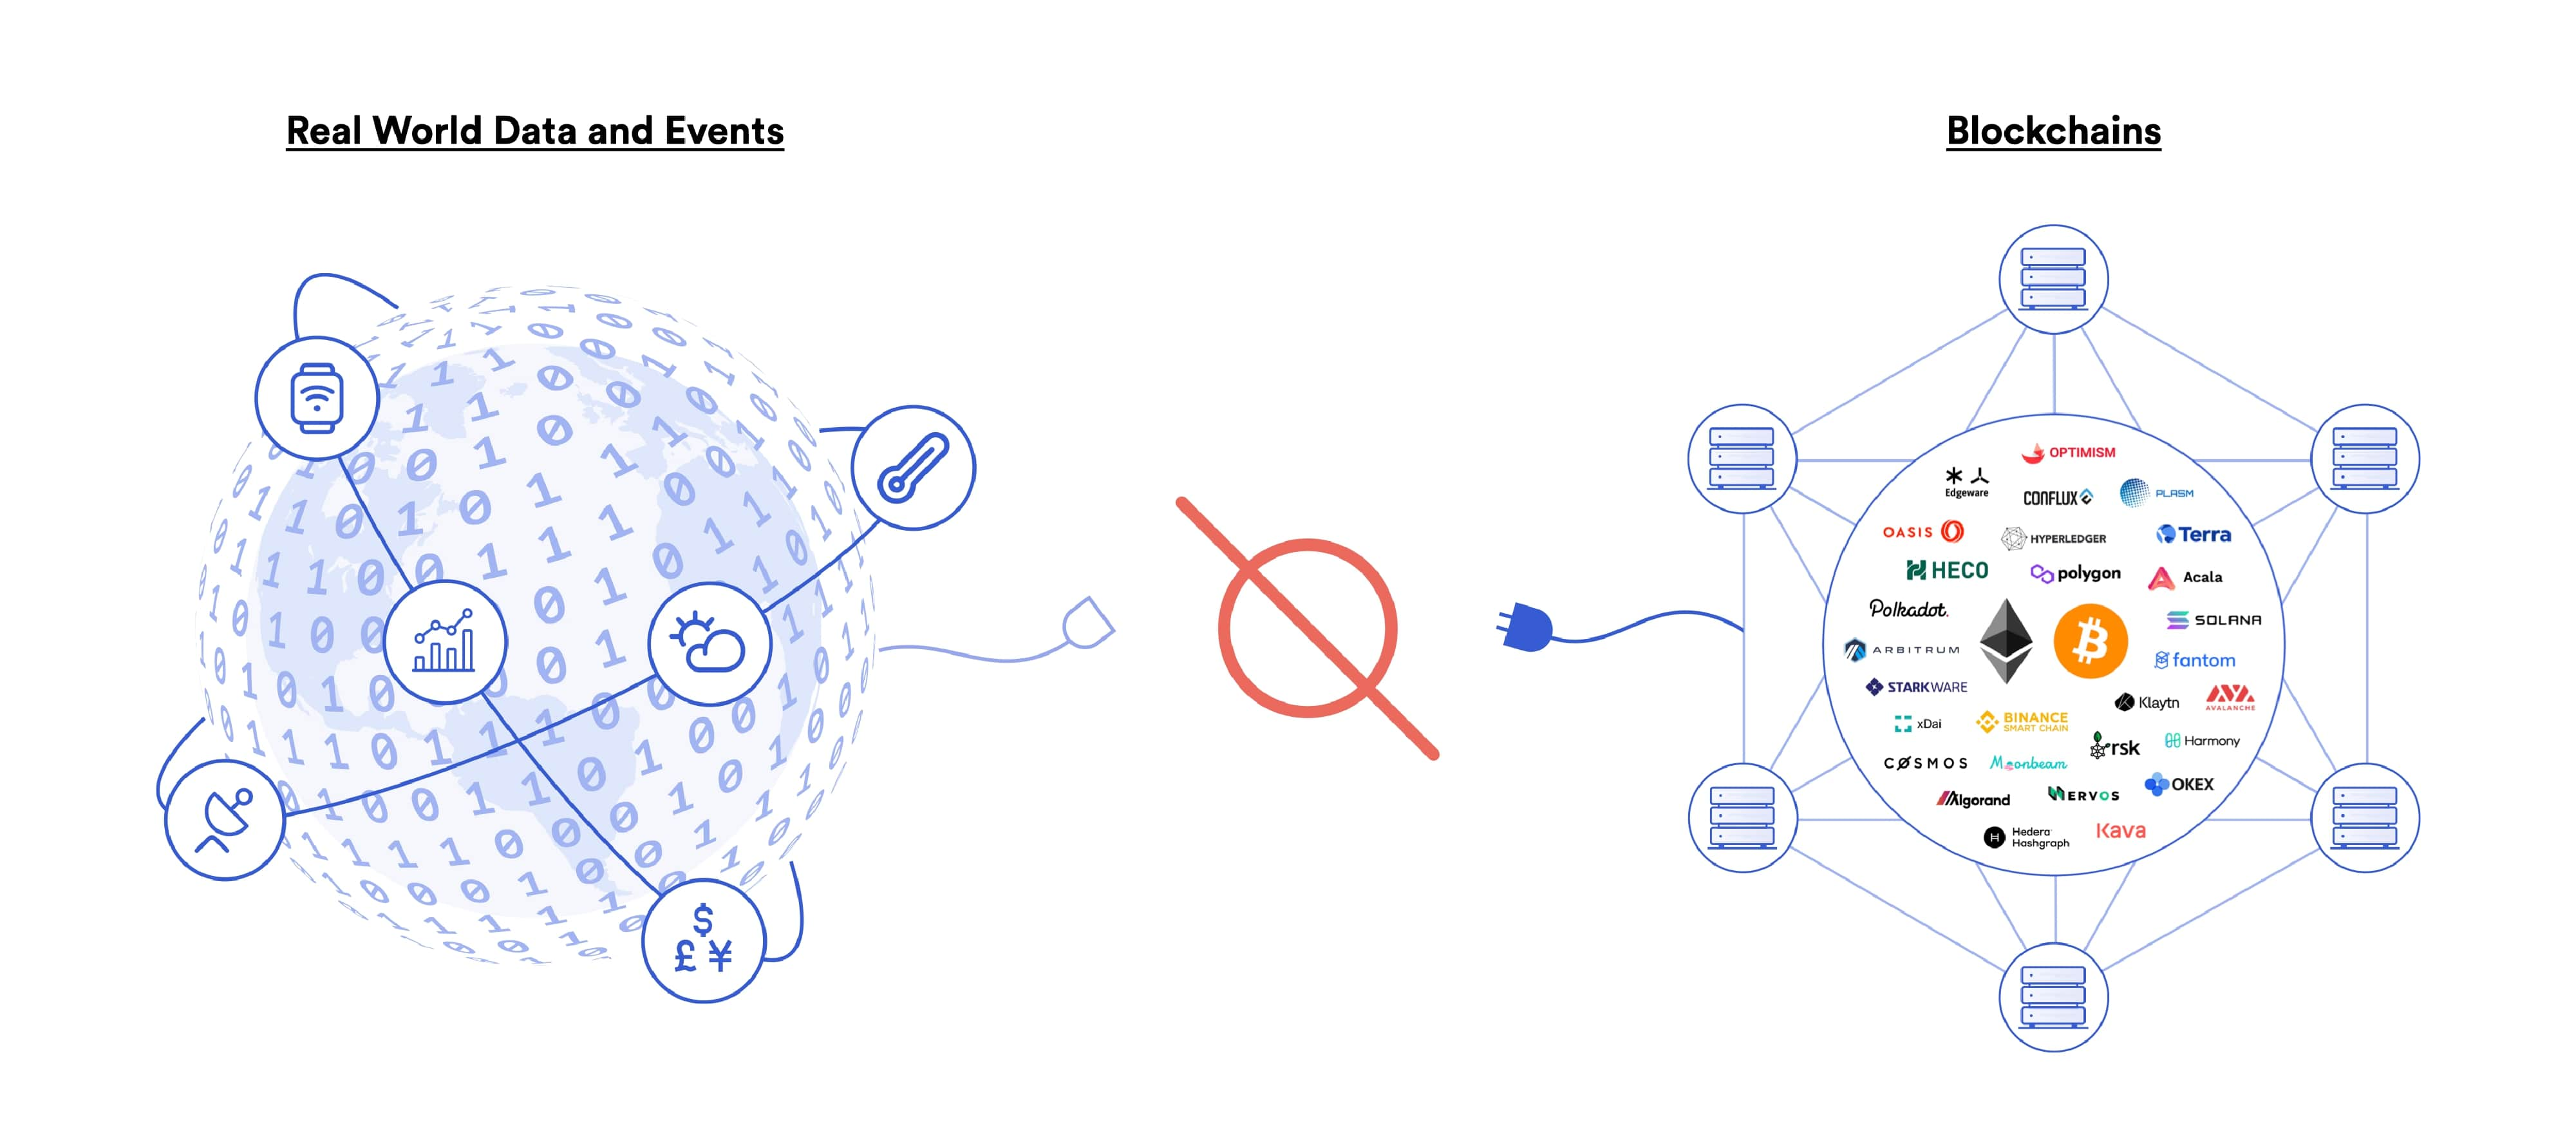 Real World Data and Events
Blockchains
OPTIMISM
Edgeware
CONFLUX
PLASM
OASIS
HYPERLEDGER
Terra
HECO
polygon
Acala
Polkadot.
SOLANA
ARBITRUM
fantom
STARKWARE
Klaytn
AVALANCHE
xDai
BINANCE
SMART CHAIN
rsk
Harmony
COSMOS
Moonbeam
OKEX
Algorand
NERVOS
Hedera
Hashgraph
Kava
$
£ ¥